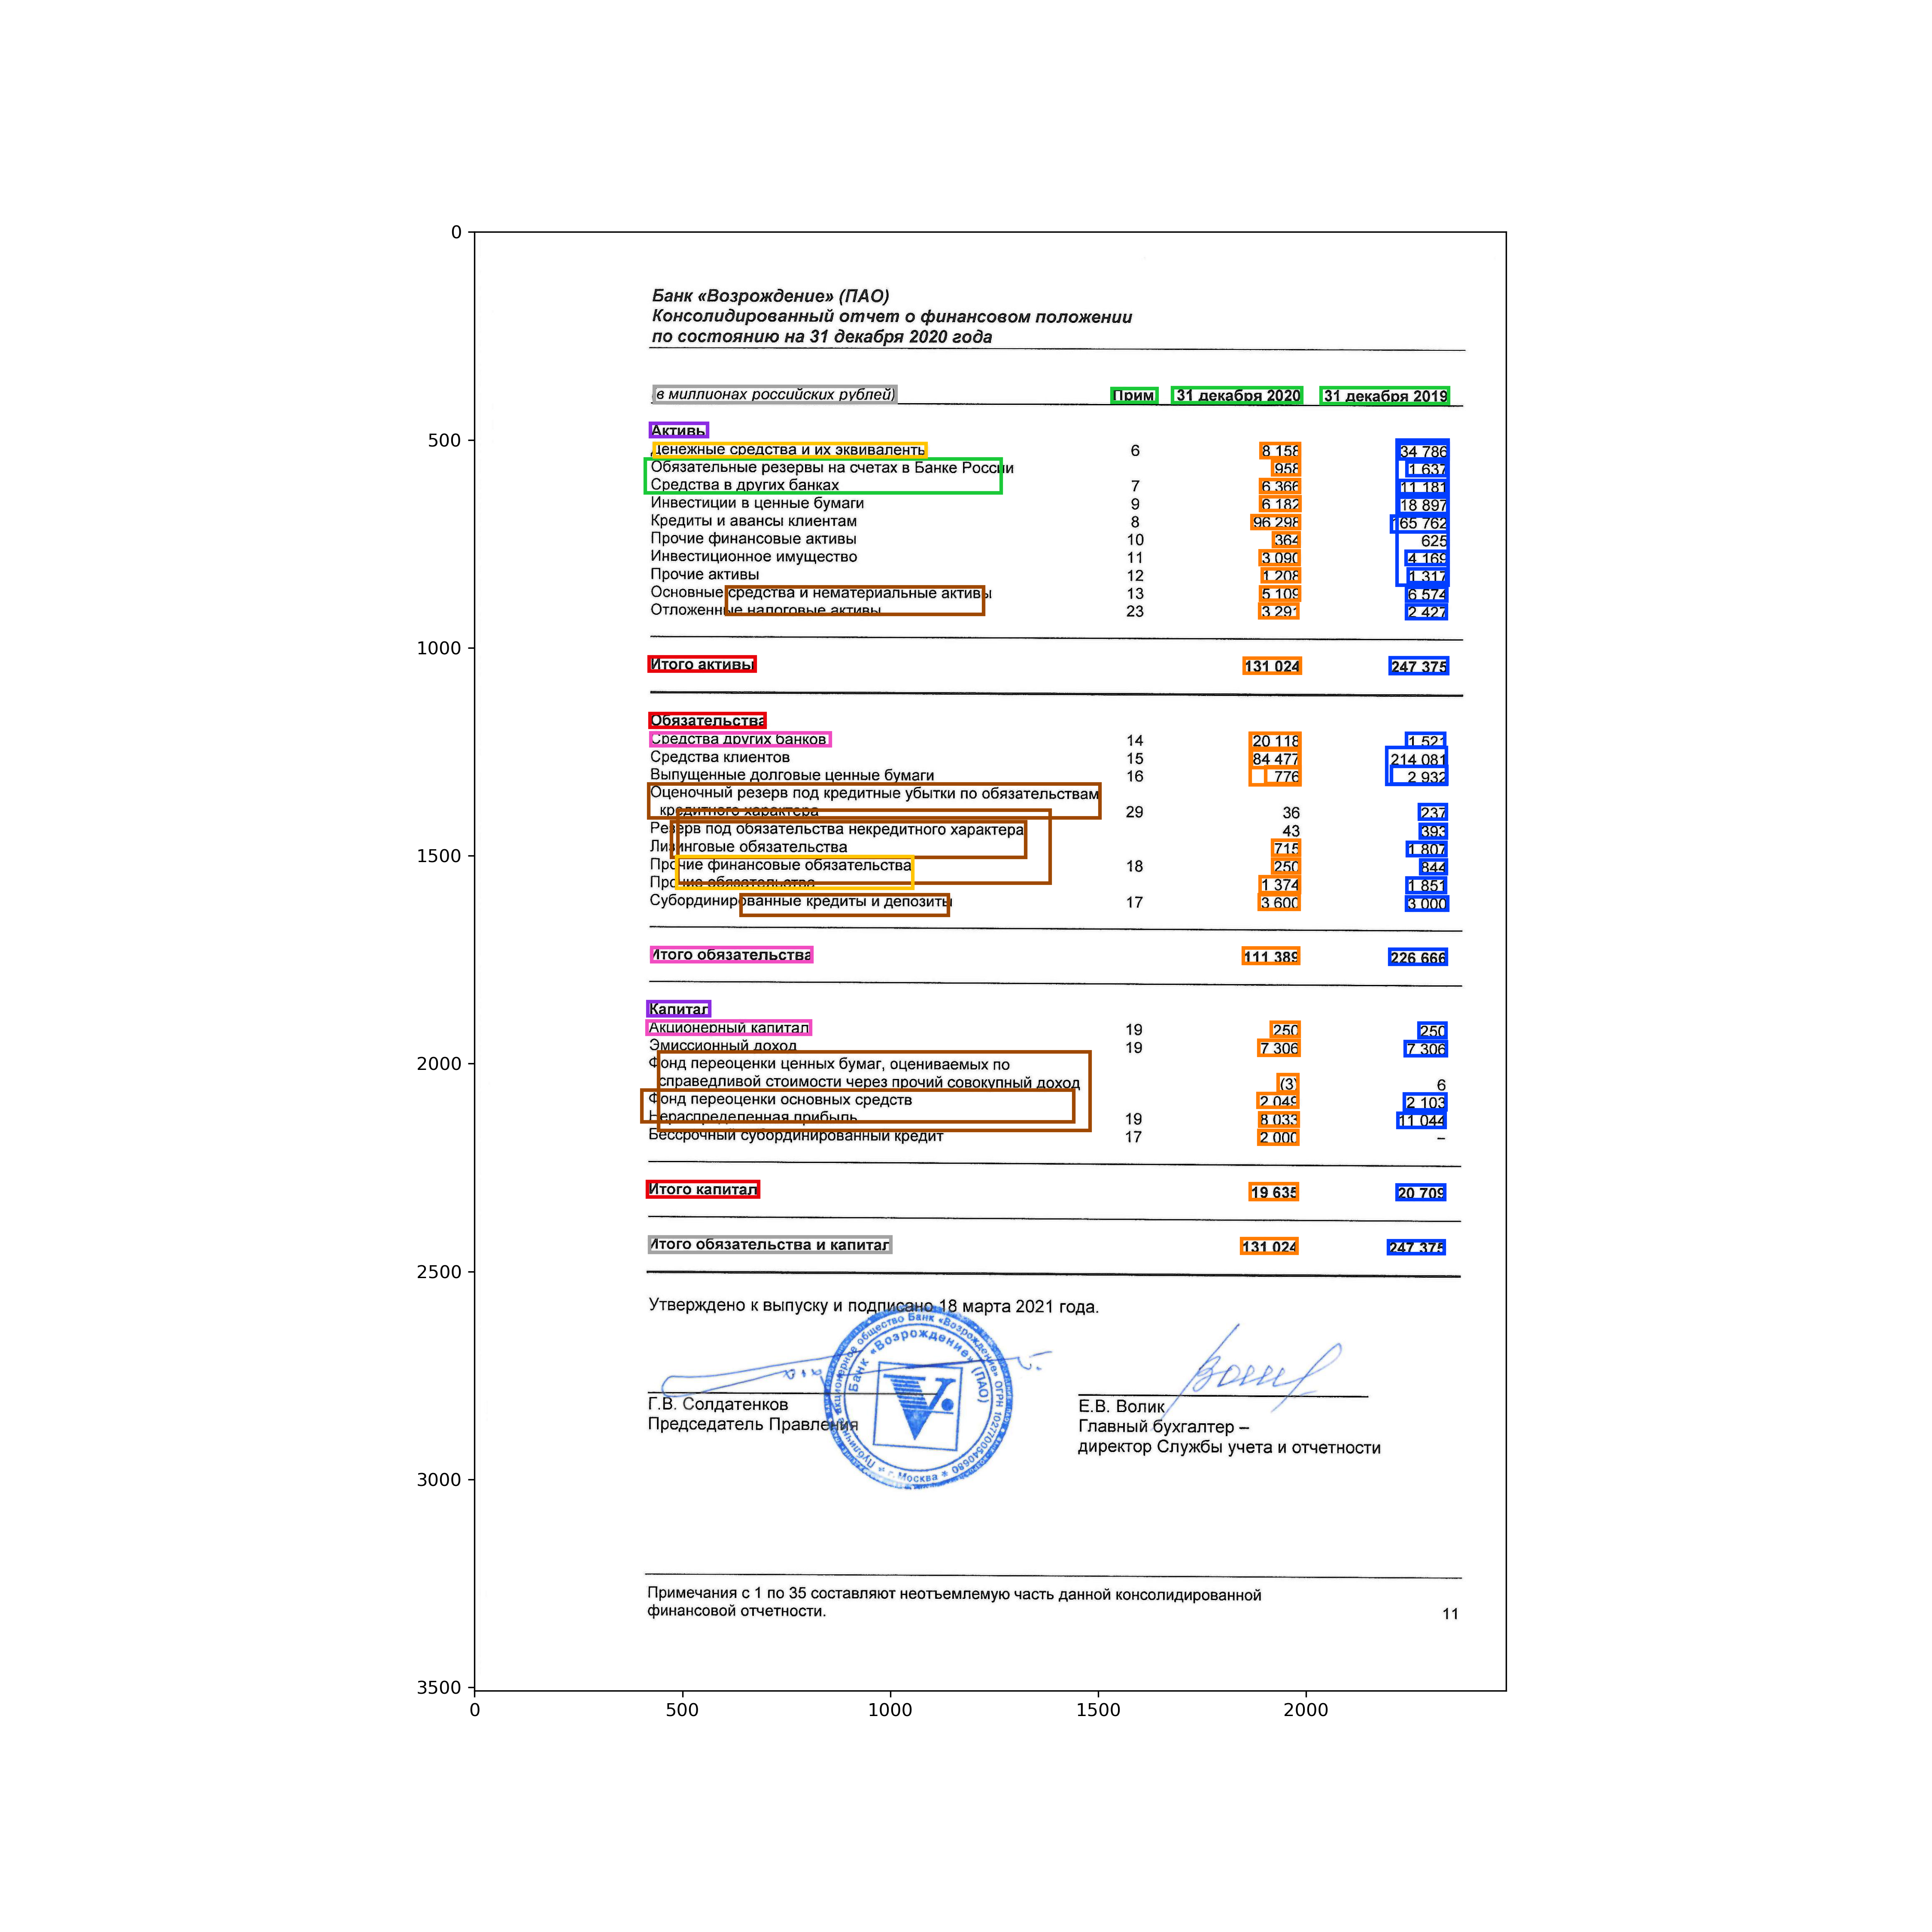 0
500
1000
1500
2000
2500
3000
3500
0
500
1000
1500
2000
Банк «Возрождение» (ПАО)
Консолидированный отчет о финансовом положении
по состоянию на 31 декабря 2020 года
(в миллионах российских рублей) Прим 31 декабря 2020 31 декабря 2019
Активы
Денежные средства и их эквиваленты 6 8 158 34 786
Обязательные резервы на счетах в Банке России 958 1 637
Средства в других банках 7 6 366 11 181
Инвестиции в ценные бумаги 9 6 182 18 897
Кредиты и авансы клиентам 8 96 298 165 762
Прочие финансовые активы 10 364 625
Инвестиционное имущество 11 3 090 4 169
Прочие активы 12 1 208 1 317
Основные средства и нематериальные активы 13 5 109 6 574
Отложенные налоговые активы 23 3 291 2 427
Итого активы 131 024 247 375
Обязательства
Средства других банков 14 20 118 1 521
Средства клиентов 15 84 477 214 081
Выпущенные долговые ценные бумаги 16 776 2 932
Оценочный резерв под кредитные убытки по обязательствам
кредитного характера 29 36 237
Резерв под обязательства некредитного характера 43 393
Лизинговые обязательства 715 1 807
Прочие финансовые обязательства 18 250 844
Прочие обязательства 1 374 1 851
Субординированные кредиты и депозиты 17 3 600 3 000
Итого обязательства 111 389 226 666
Капитал
Акционерный капитал 19 250 250
Эмиссионный доход 19 7 306 7 306
Фонд переоценки ценных бумаг, оцениваемых по
справедливой стоимости через прочий совокупный доход (3) 6
Фонд переоценки основных средств 2 049 2 103
Нераспределенная прибыль 19 8 033 11 044
Бессрочный субординированный кредит 17 2 000 –
Итого капитал 19 635 20 709
Итого обязательства и капитал 131 024 247 375
Утверждено к выпуску и подписано 18 марта 2021 года.
Публичное акционерное общество Банк «Возрождение» ОГРН 1027700540680
* г. Москва *
Банк «Возрождение» (ПАО)
V.
Г.В. Солдатенков
Председатель Правления
Е.В. Волик
Главный бухгалтер –
директор Службы учета и отчетности
Примечания с 1 по 35 составляют неотъемлемую часть данной консолидированной
финансовой отчетности.
11